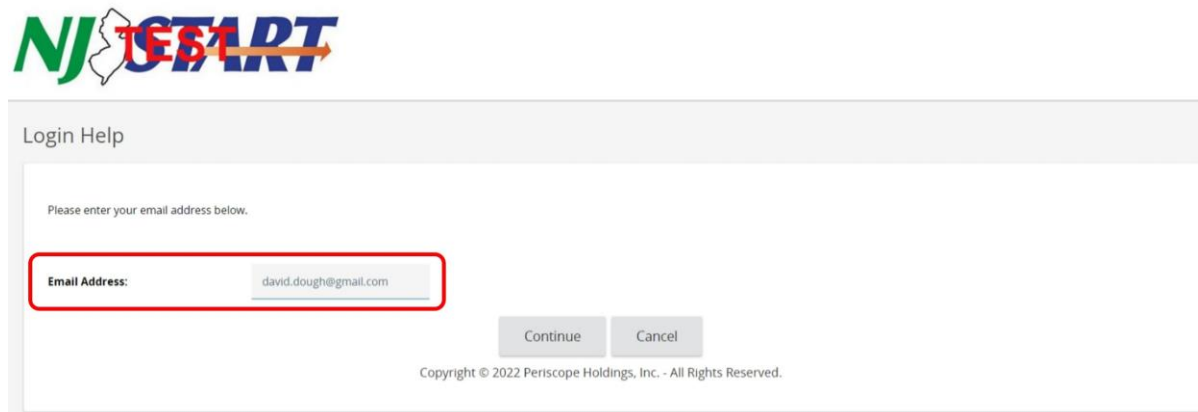 NJ START
TEST
Login Help
Please enter your email address below.
Email Address: david.dough@gmail.com
Continue Cancel
Copyright © 2022 Periscope Holdings, Inc. - All Rights Reserved.